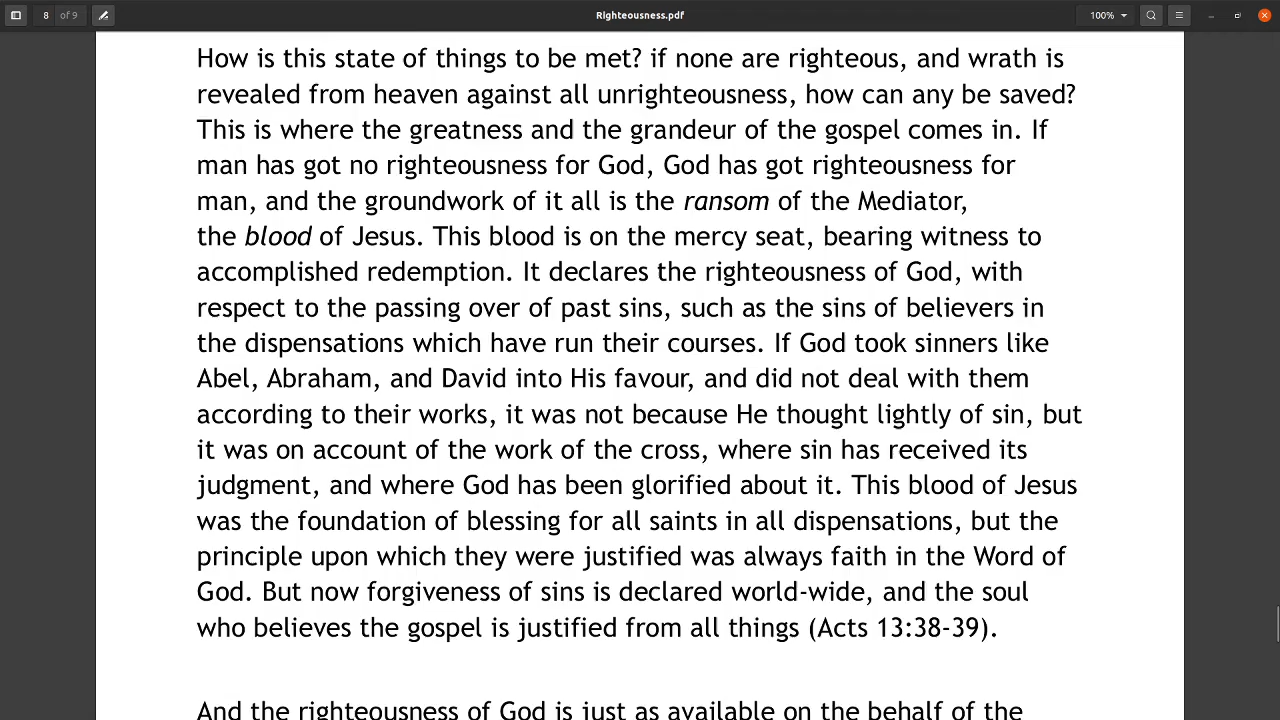 8 of 9 Righteousness.pdf 100%
How is this state of things to be met? if none are righteous, and wrath is
revealed from heaven against all unrighteousness, how can any be saved?
This is where the greatness and the grandeur of the gospel comes in. If
man has got no righteousness for God, God has got righteousness for
man, and the groundwork of it all is the ransom of the Mediator,
the blood of Jesus. This blood is on the mercy seat, bearing witness to
accomplished redemption. It declares the righteousness of God, with
respect to the passing over of past sins, such as the sins of believers in
the dispensations which have run their courses. If God took sinners like
Abel, Abraham, and David into His favour, and did not deal with them
according to their works, it was not because He thought lightly of sin, but
it was on account of the work of the cross, where sin has received its
judgment, and where God has been glorified about it. This blood of Jesus
was the foundation of blessing for all saints in all dispensations, but the
principle upon which they were justified was always faith in the Word of
God. But now forgiveness of sins is declared world-wide, and the soul
who believes the gospel is justified from all things (Acts 13:38-39).
And the righteousness of God is just as available on the behalf of the